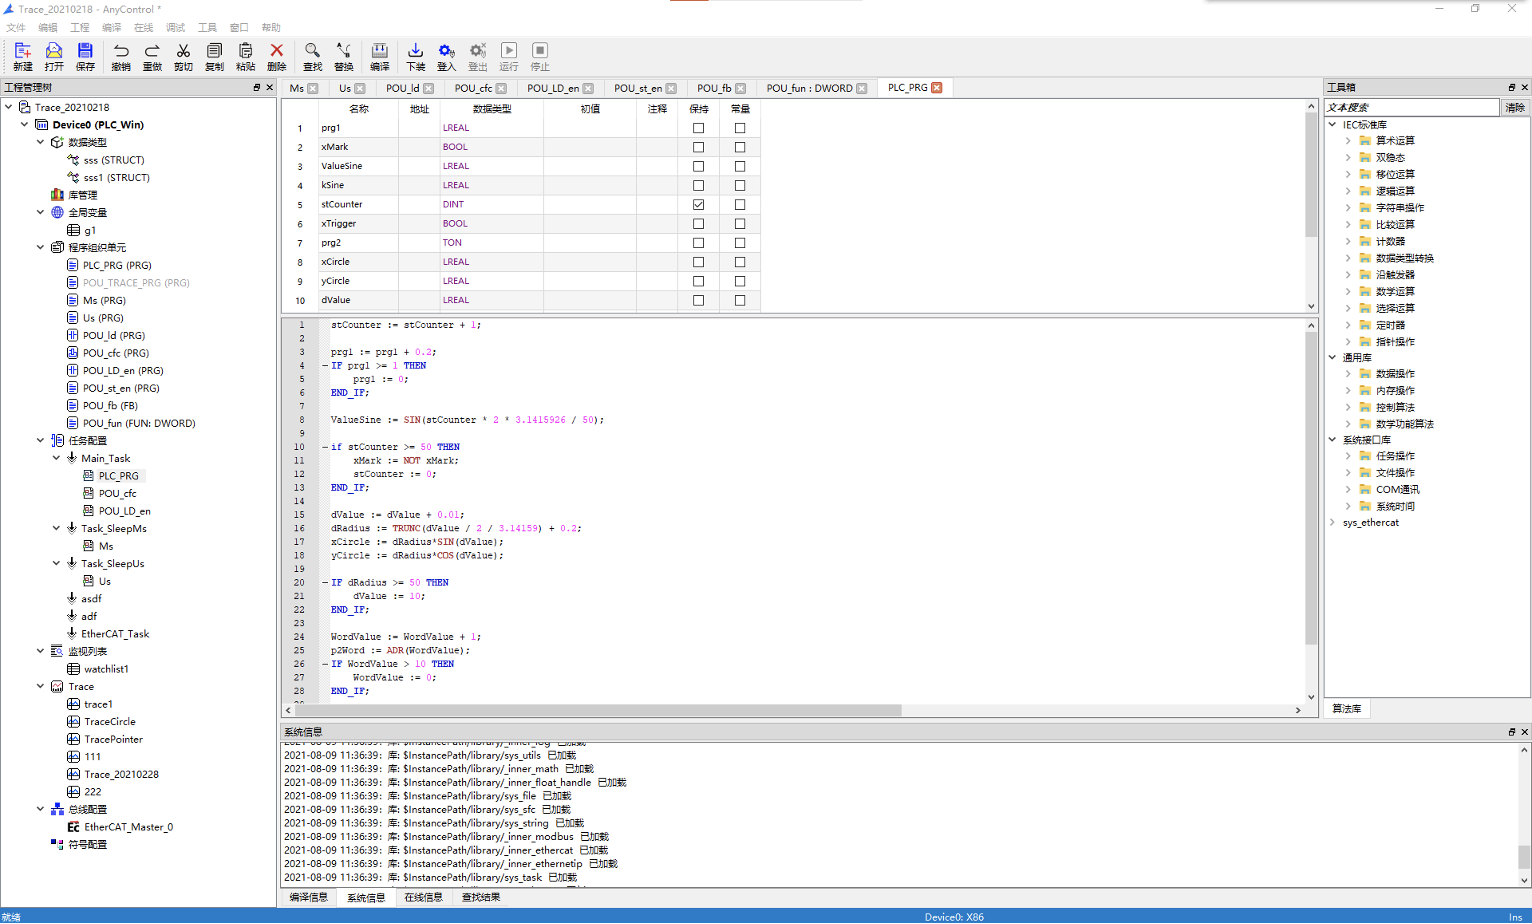 Trace_20210218 - AnyControl *
文件 编辑 工程 编译 在线 调试 工具 窗口 帮助
新建 打开 保存 撤销 重做 剪切 复制 粘贴 删除 查找 替换 编译 下装 登入 登出 运行 停止
工程管理树
Trace_20210218
Device0 (PLC_Win)
数据类型
sss (STRUCT)
sss1 (STRUCT)
库管理
全局变量
g1
程序组织单元
PLC_PRG (PRG)
POU_TRACE_PRG (PRG)
Ms (PRG)
Us (PRG)
POU_ld (PRG)
POU_cfc (PRG)
POU_LD_en (PRG)
POU_st_en (PRG)
POU_fb (FB)
POU_fun (FUN: DWORD)
任务配置
Main_Task
PLC_PRG
POU_cfc
POU_LD_en
Task_SleepMs
Ms
Task_SleepUs
Us
asdf
adf
EtherCAT_Task
监视列表
watchlist1
Trace
trace1
TraceCircle
TracePointer
111
Trace_20210228
222
总线配置
EtherCAT_Master_0
符号配置
Ms Us POU_ld POU_cfc POU_LD_en POU_st_en POU_fb POU_fun : DWORD PLC_PRG
名称 地址 数据类型 初值 注释 保持 常量
1 prg1 LREAL
2 xMark BOOL
3 ValueSine LREAL
4 kSine LREAL
5 stCounter DINT
6 xTrigger BOOL
7 prg2 TON
8 xCircle LREAL
9 yCircle LREAL
10 dValue LREAL
1 stCounter := stCounter + 1;
2
3 prg1 := prg1 + 0.2;
4 IF prg1 >= 1 THEN
5 prg1 := 0;
6 END_IF;
7
8 ValueSine := SIN(stCounter * 2 * 3.1415926 / 50);
9
10 if stCounter >= 50 THEN
11 xMark := NOT xMark;
12 stCounter := 0;
13 END_IF;
14
15 dValue := dValue + 0.01;
16 dRadius := TRUNC(dValue / 2 / 3.14159) + 0.2;
17 xCircle := dRadius*SIN(dValue);
18 yCircle := dRadius*COS(dValue);
19
20 IF dRadius >= 50 THEN
21 dValue := 10;
22 END_IF;
23
24 WordValue := WordValue + 1;
25 p2Word := ADR(WordValue);
26 IF WordValue > 10 THEN
27 WordValue := 0;
28 END_IF;
系统信息
2021-08-09 11:36:39: 库: $InstancePath/library/_inner_log 已加载
2021-08-09 11:36:39: 库: $InstancePath/library/sys_utils 已加载
2021-08-09 11:36:39: 库: $InstancePath/library/_inner_math 已加载
2021-08-09 11:36:39: 库: $InstancePath/library/_inner_float_handle 已加载
2021-08-09 11:36:39: 库: $InstancePath/library/sys_file 已加载
2021-08-09 11:36:39: 库: $InstancePath/library/sys_sfc 已加载
2021-08-09 11:36:39: 库: $InstancePath/library/sys_string 已加载
2021-08-09 11:36:39: 库: $InstancePath/library/_inner_modbus 已加载
2021-08-09 11:36:39: 库: $InstancePath/library/_inner_ethercat 已加载
2021-08-09 11:36:39: 库: $InstancePath/library/_inner_ethernetip 已加载
2021-08-09 11:36:39: 库: $InstancePath/library/sys_task 已加载
编译信息 系统信息 在线信息 查找结果
工具箱
文本搜索 清除
IEC标准库
算术运算
双稳态
移位运算
逻辑运算
字符串操作
比较运算
计数器
数据类型转换
沿触发器
数学运算
选择运算
定时器
指针操作
通用库
数据操作
内存操作
控制算法
数学功能算法
系统接口库
任务操作
文件操作
COM通讯
系统时间
sys_ethercat
算法库
就绪 Device0: X86 Ins